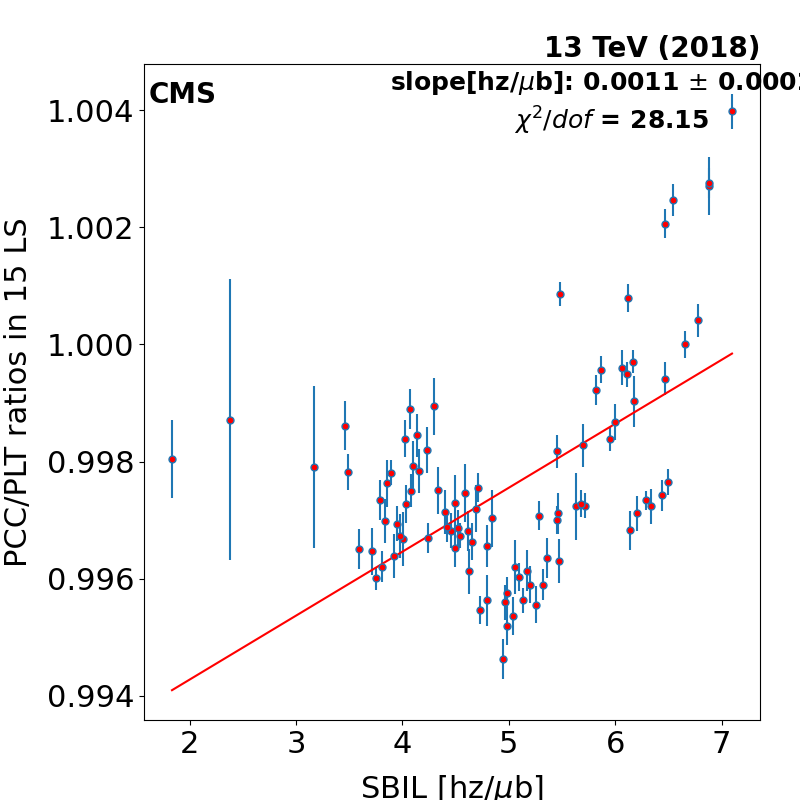 13 TeV (2018)
CMS
slope[hz/μb]: 0.0011 ± 0.000
χ²/dof = 28.15
PCC/PLT ratios in 15 LS
1.004
1.002
1.000
0.998
0.996
0.994
2 3 4 5 6 7
SBIL [hz/μb]